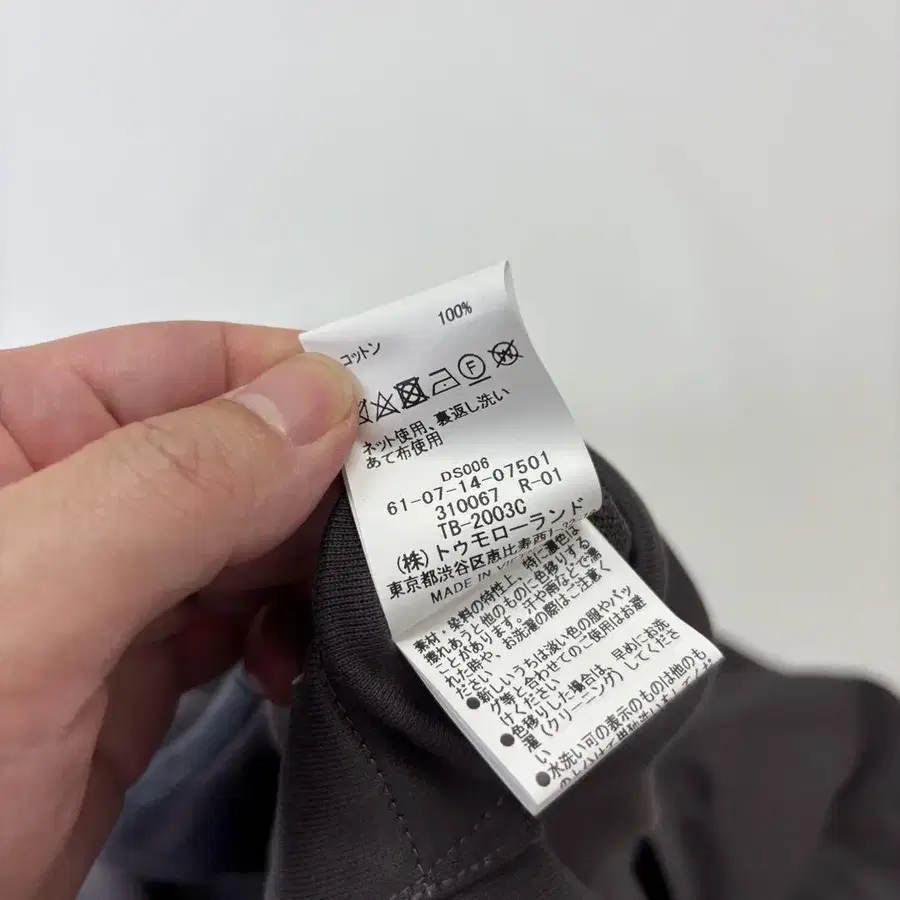 コットン 100%
F W
ネット使用、裏返し洗い
あて布使用
DS006
61-07-14-07501
310067 R-01
TB-2003C
(株)トゥモローランド
東京都渋谷区東比寿西1-
MADE IN
素材・染料の特性上、特に濃色は
擦れあうと他のものに色移りする
ことがあります。汗や雨などで濡
れた時や、お洗濯の際はご注意く
ださい
●新しいうちは淡い色の服やバッ
グ等と合わせてのご使用はお避
けください
●色移りした場合は、早めにお洗
濯(クリーニング)してくださ
い
●水洗い可の表示のものは他のも